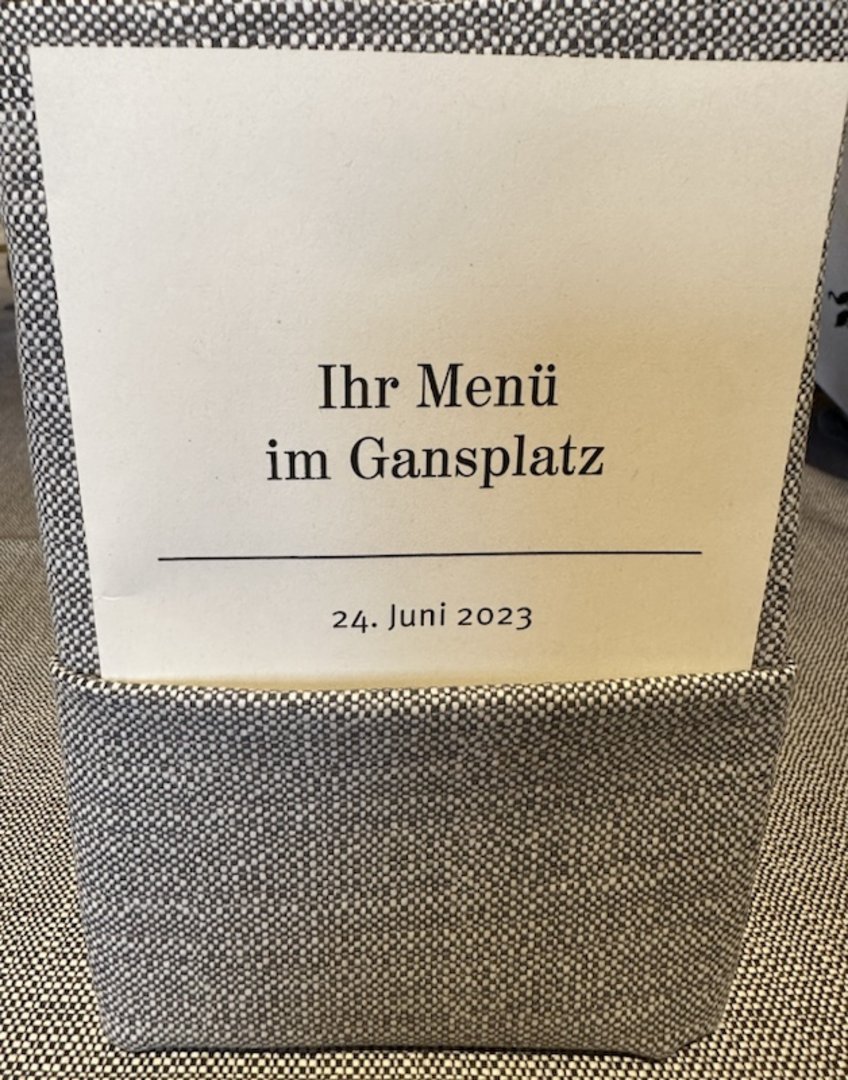 Ihr Menü
im Gansplatz
24. Juni 2023